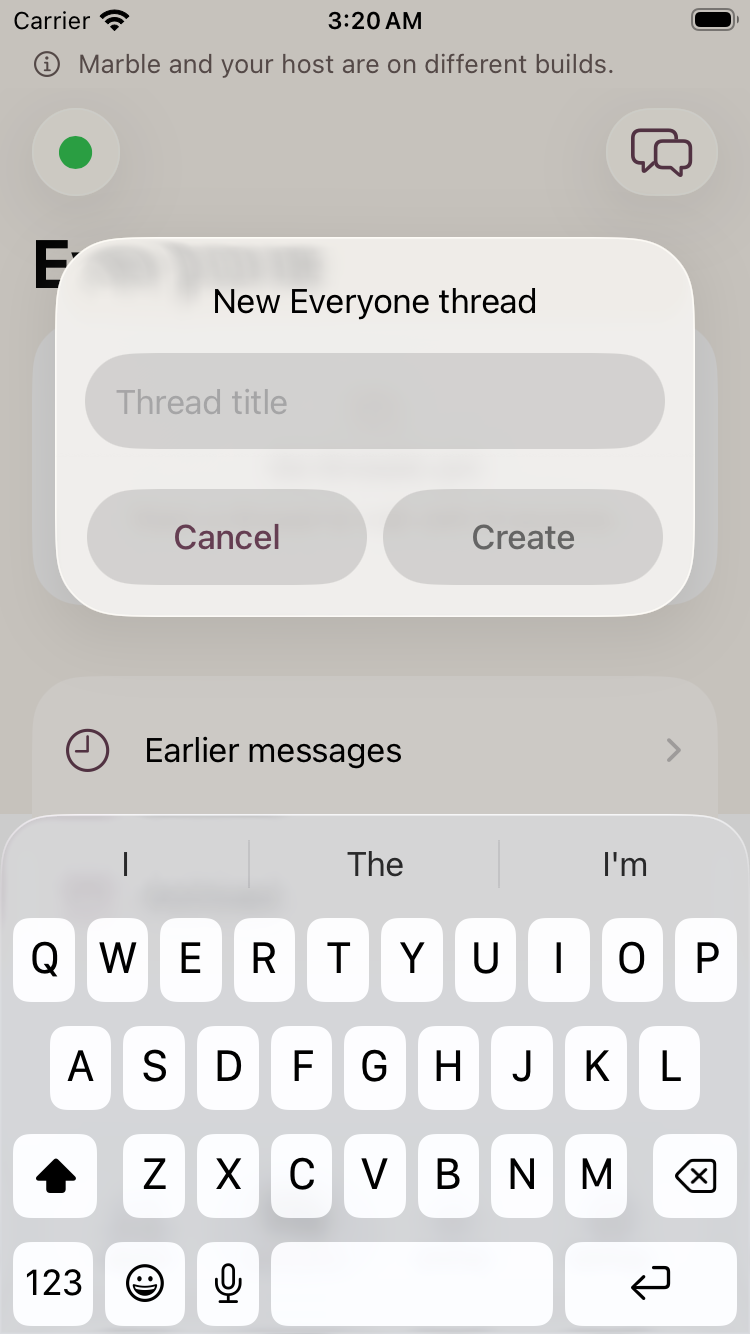 Carrier 3:20 AM
Marble and your host are on different builds.
New Everyone thread
Thread title
Cancel Create
Earlier messages
I The I'm
Q W E R T Y U I O P
A S D F G H J K L
Z X C V B N M
123